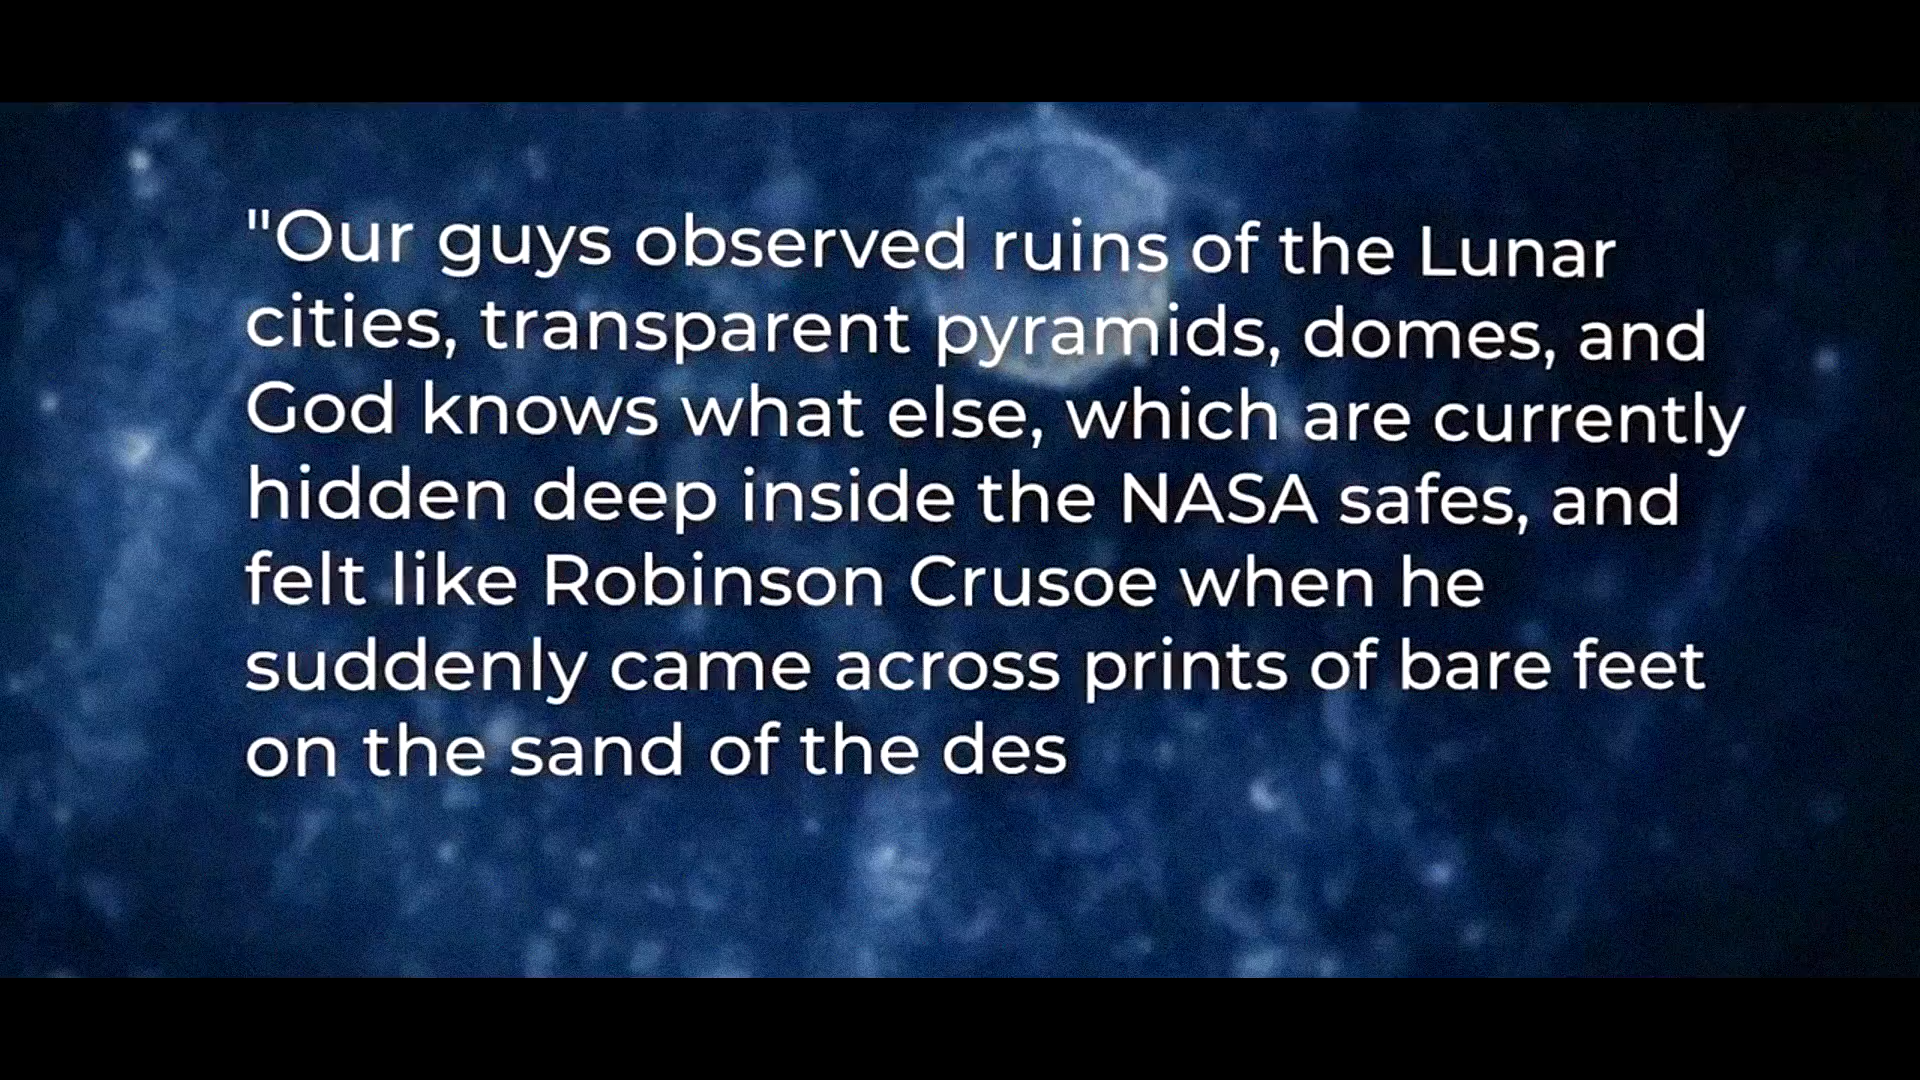 "Our guys observed ruins of the Lunar
cities, transparent pyramids, domes, and
God knows what else, which are currently
hidden deep inside the NASA safes, and
felt like Robinson Crusoe when he
suddenly came across prints of bare feet
on the sand of the des